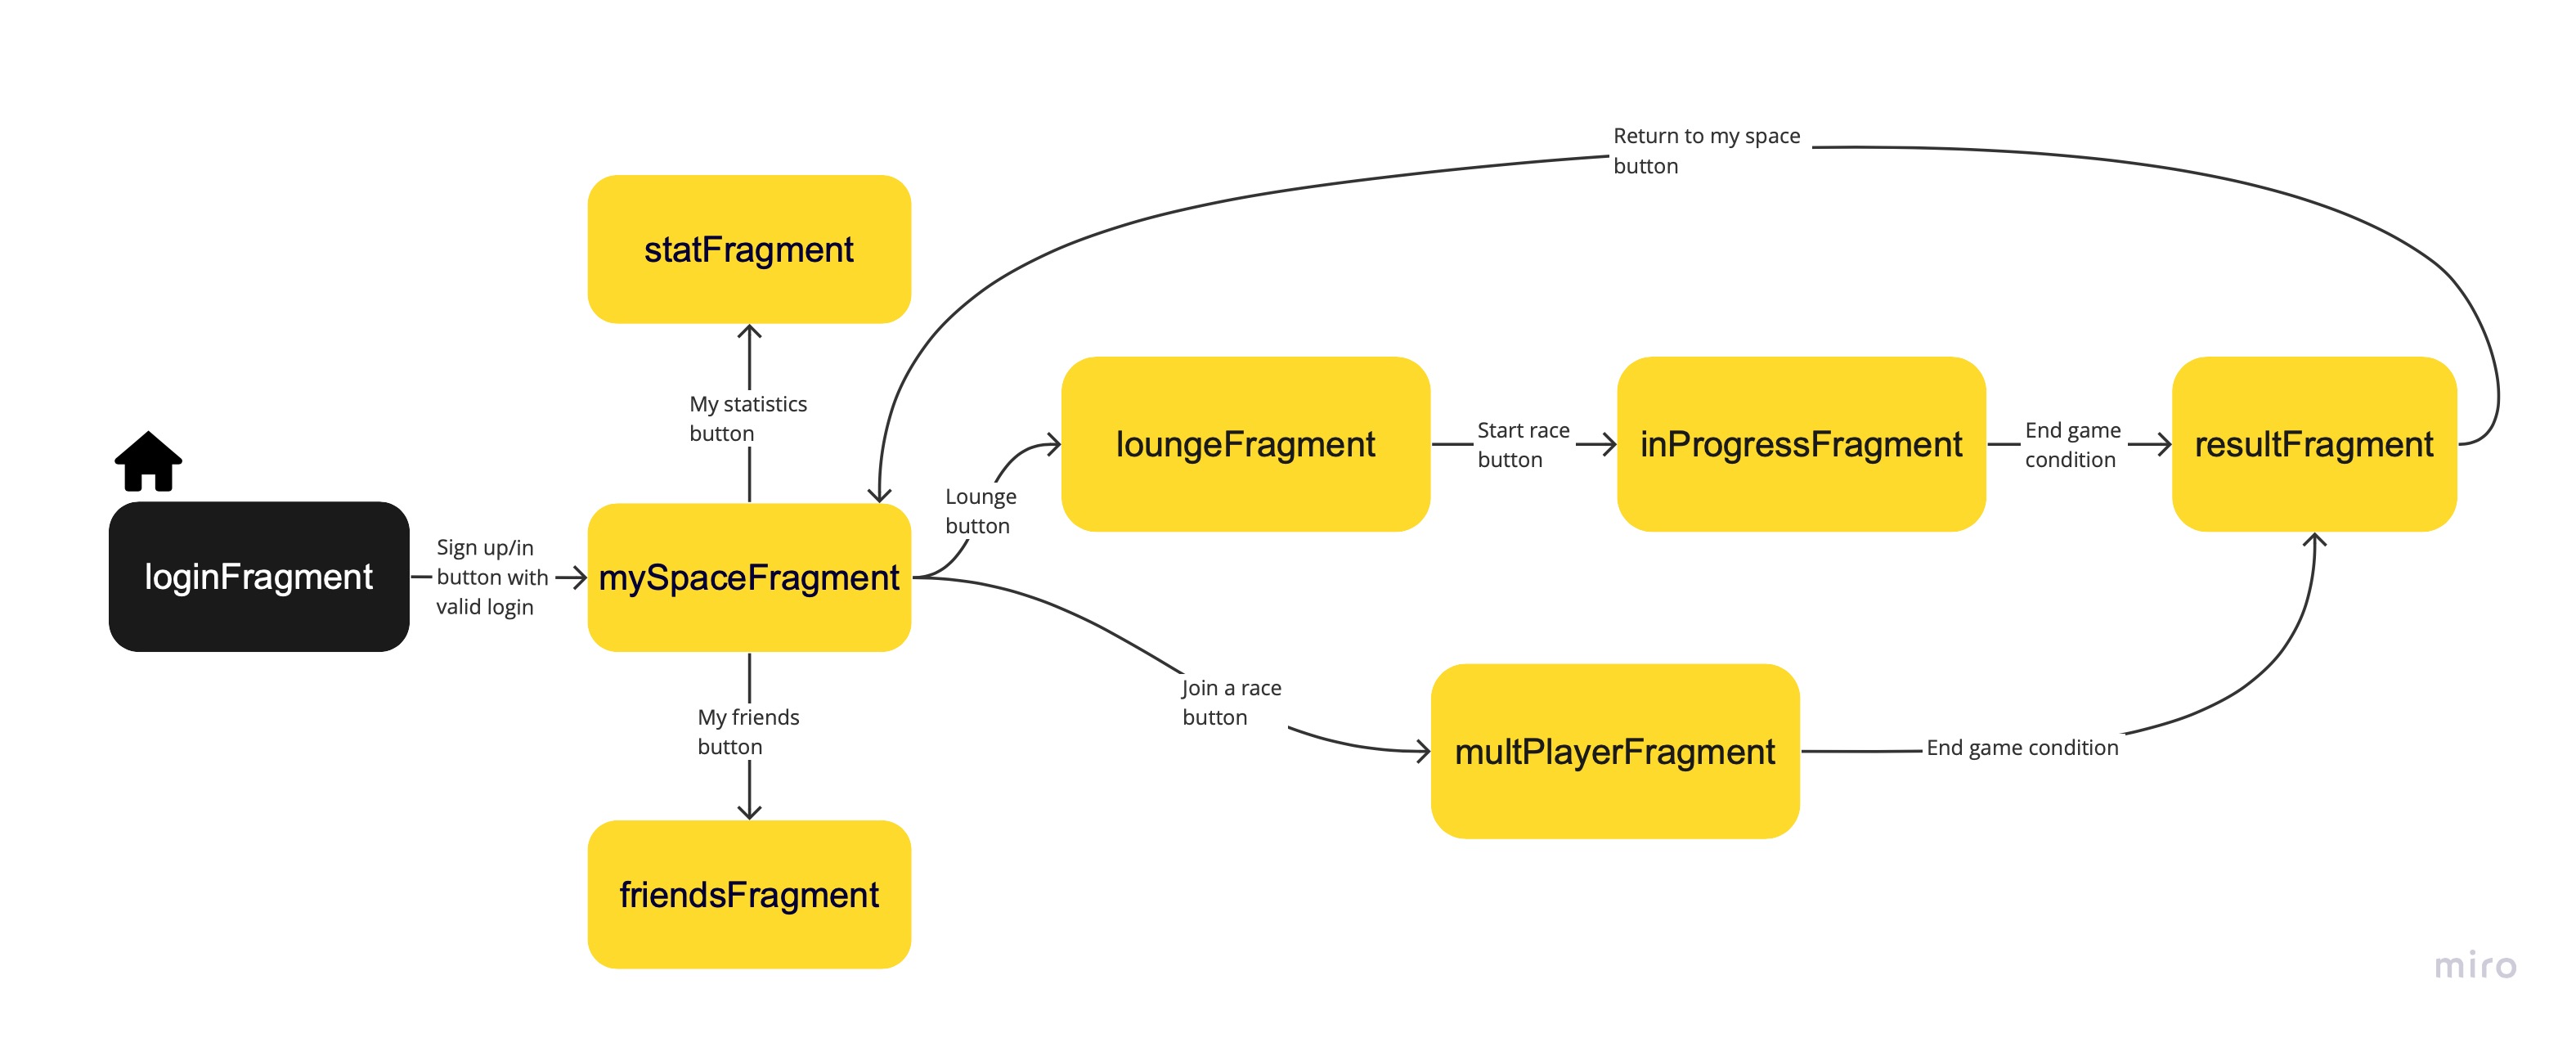 Return to my space
button
statFragment
My statistics
button
loungeFragment
Start race
button
inProgressFragment
End game
condition
resultFragment
Lounge
button
loginFragment
Sign up/in
button with
valid login
mySpaceFragment
My friends
button
Join a race
button
multPlayerFragment
End game condition
friendsFragment
miro